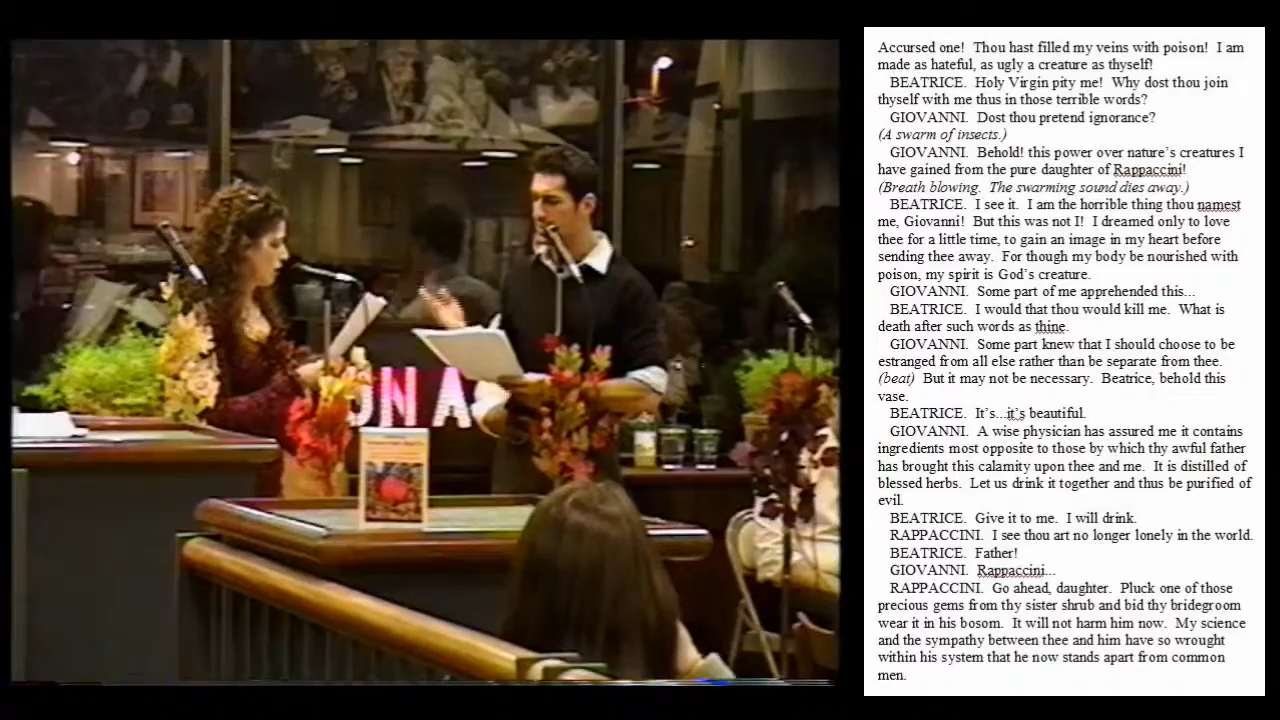 Accursed one!  Thou hast filled my veins with poison!  I am
made as hateful, as ugly a creature as thyself!
BEATRICE.  Holy Virgin pity me!  Why dost thou join
thyself with me thus in those terrible words?
GIOVANNI.  Dost thou pretend ignorance?
(A swarm of insects.)
GIOVANNI.  Behold! this power over nature’s creatures I
have gained from the pure daughter of Rappaccini!
(Breath blowing.  The swarming sound dies away.)
BEATRICE.  I see it.  I am the horrible thing thou namest
me, Giovanni!  But this was not I!  I dreamed only to love
thee for a little time, to gain an image in my heart before
sending thee away.  For though my body be nourished with
poison, my spirit is God’s creature.
GIOVANNI.  Some part of me apprehended this...
BEATRICE.  I would that thou would kill me.  What is
death after such words as thine.
GIOVANNI.  Some part knew that I should choose to be
estranged from all else rather than be separate from thee.
(beat)  But it may not be necessary.  Beatrice, behold this
vase.
BEATRICE.  It’s...it’s beautiful.
GIOVANNI.  A wise physician has assured me it contains
ingredients most opposite to those by which thy awful father
has brought this calamity upon thee and me.  It is distilled of
blessed herbs.  Let us drink it together and thus be purified of
evil.
BEATRICE.  Give it to me.  I will drink.
RAPPACCINI.  I see thou art no longer lonely in the world.
BEATRICE.  Father!
GIOVANNI.  Rappaccini...
RAPPACCINI.  Go ahead, daughter.  Pluck one of those
precious gems from thy sister shrub and bid thy bridegroom
wear it in his bosom.  It will not harm him now.  My science
and the sympathy between thee and him have so wrought
within his system that he now stands apart from common
men.